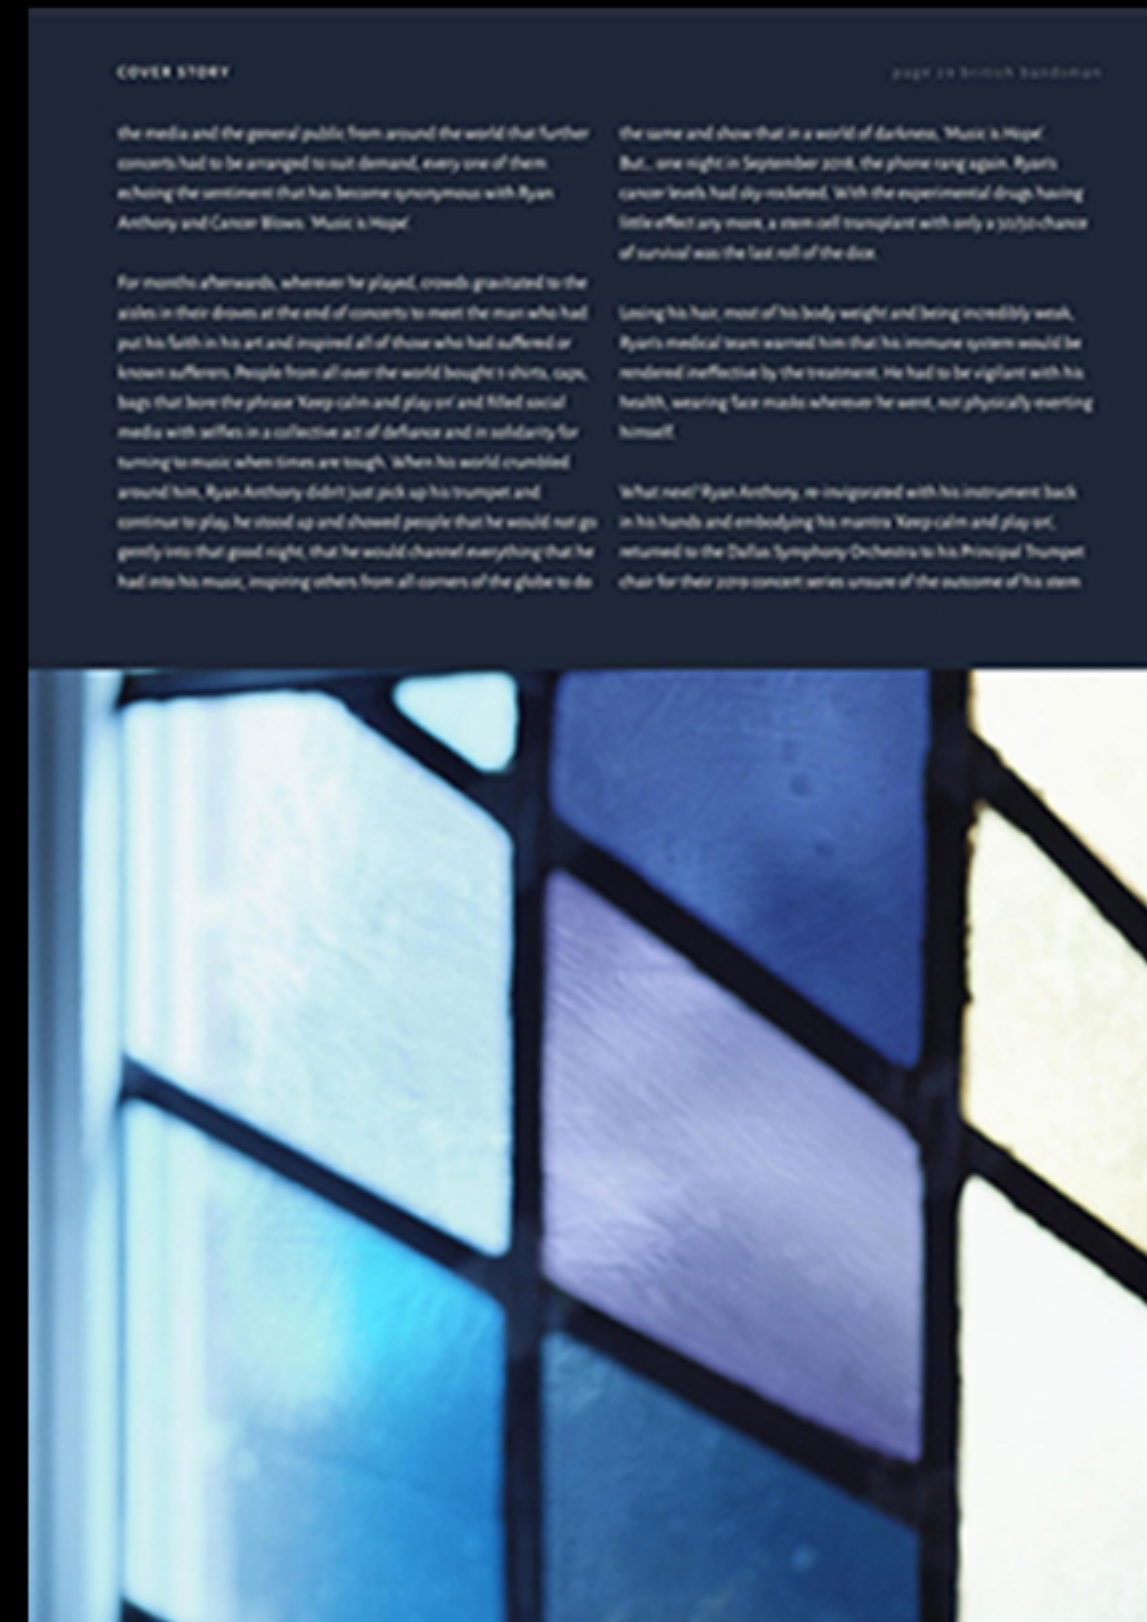 COVER STORY
page 29 british bandsman
the media and the general public from around the world that further
concerts had to be arranged to suit demand, every one of them
echoing the sentiment that has become synonymous with Ryan
Anthony and Cancer Blows: 'Music is Hope'.
For months afterwards, wherever he played, crowds gravitated to the
aisles in their droves at the end of concerts to meet the man who had
put his faith in his art and inspired all of those who had suffered or
known sufferers. People from all over the world bought t-shirts, caps,
bags that bore the phrase 'Keep calm and play on' and filled social
media with selfies in a collective act of defiance and in solidarity for
turning to music when times are tough. When his world crumbled
around him, Ryan Anthony didn't just pick up his trumpet and
continue to play, he stood up and showed people that he would not go
gently into that good night, that he would channel everything that he
had into his music, inspiring others from all corners of the globe to do
the same and show that in a world of darkness, 'Music is Hope'.
But... one night in September 2018, the phone rang again. Ryan's
cancer levels had sky-rocketed. With the experimental drugs having
little effect any more, a stem cell transplant with only a 50/50 chance
of survival was the last roll of the dice.
Losing his hair, most of his body weight and being incredibly weak,
Ryan's medical team warned him that his immune system would be
rendered ineffective by the treatment. He had to be vigilant with his
health, wearing face masks wherever he went, not physically exerting
himself.
What next? Ryan Anthony, re-invigorated with his instrument back
in his hands and embodying his mantra 'Keep calm and play on',
returned to the Dallas Symphony Orchestra to his Principal Trumpet
chair for their 2019 concert series unsure of the outcome of his stem